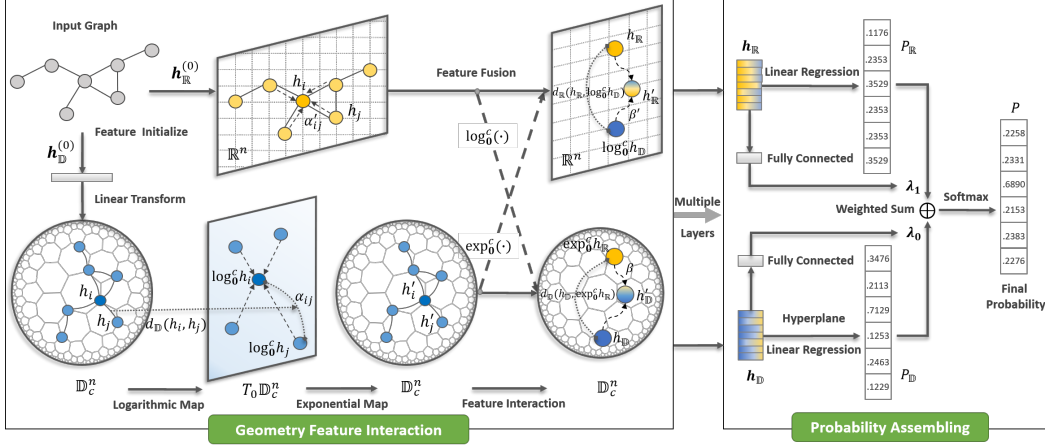 Input Graph
h_ℝ^(0)
Feature Initialize
h_𝔻^(0)
Linear Transform
h_i
h_j
α'_ij
ℝ^n
Feature Fusion
log_0^c(·)
exp_0^c(·)
h_ℝ
d_ℝ(h_ℝ,log_0^c h_𝔻)
h'_ℝ
β'
log_0^c h_𝔻
ℝ^n
h_i
h_j
d_𝔻(h_i, h_j)
log_0^c h_i
α_ij
log_0^c h_j
h'_i
h'_j
exp_0^c h_ℝ
β
d_𝔻(h_𝔻,exp_0^c h_ℝ)
h'_𝔻
h_𝔻
𝔻_c^n
Logarithmic Map
T_0 𝔻_c^n
Exponential Map
𝔻_c^n
Feature Interaction
𝔻_c^n
Geometry Feature Interaction
Multiple
Layers
h_ℝ
Linear Regression
Fully Connected
.1176
.2353
.3529
.2353
.2353
.3529
P_ℝ
λ_1
Weighted Sum
λ_0
Softmax
Fully Connected
Hyperplane
Linear Regression
h_𝔻
.3476
.2113
.7129
.1253
.2463
.1229
P_𝔻
P
.2258
.2331
.6890
.2153
.2383
.2276
Final
Probability
Probability Assembling